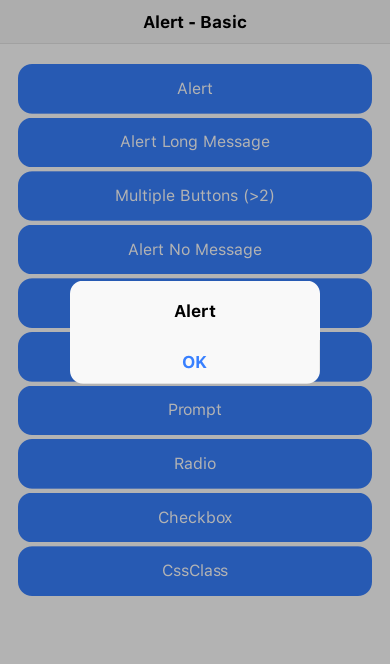 Alert - Basic
Alert
Alert Long Message
Multiple Buttons (>2)
Alert No Message
Alert
OK
Prompt
Radio
Checkbox
CssClass